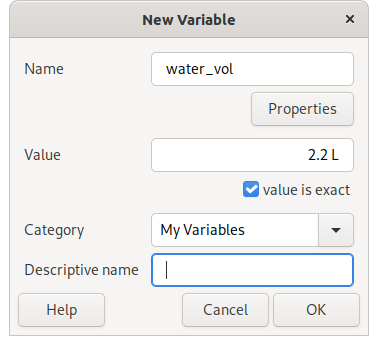 New Variable ×
Name water_vol
Properties
Value 2.2 L
value is exact
Category My Variables
Descriptive name
Help Cancel OK